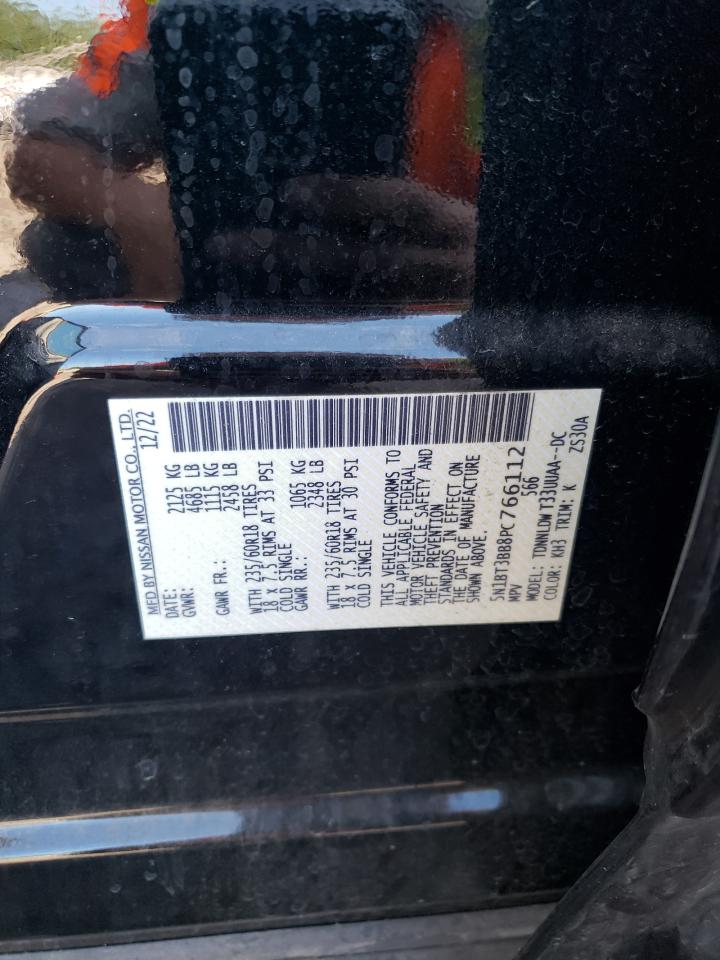 MFD BY NISSAN MOTOR CO., LTD.
DATE: 12/22
GVWR: 2125 KG
4685 LB
GAWR FR.: 1115 KG
2458 LB
WITH 235/60R18 TIRES
18 X 7.5 RIMS AT 33 PSI
COLD SINGLE
GAWR RR.: 1065 KG
2348 LB
WITH 235/60R18 TIRES
18 X 7.5 RIMS AT 30 PSI
COLD SINGLE
THIS VEHICLE CONFORMS TO
ALL APPLICABLE FEDERAL
MOTOR VEHICLE SAFETY AND
THEFT PREVENTION
STANDARDS IN EFFECT ON
THE DATE OF MANUFACTURE
SHOWN ABOVE.
5N1BT3BB8PC766112
MPV 566
MODEL: TDNNLDWT33UUAA--DC
COLOR: KH3 TRIM: K ZS30A